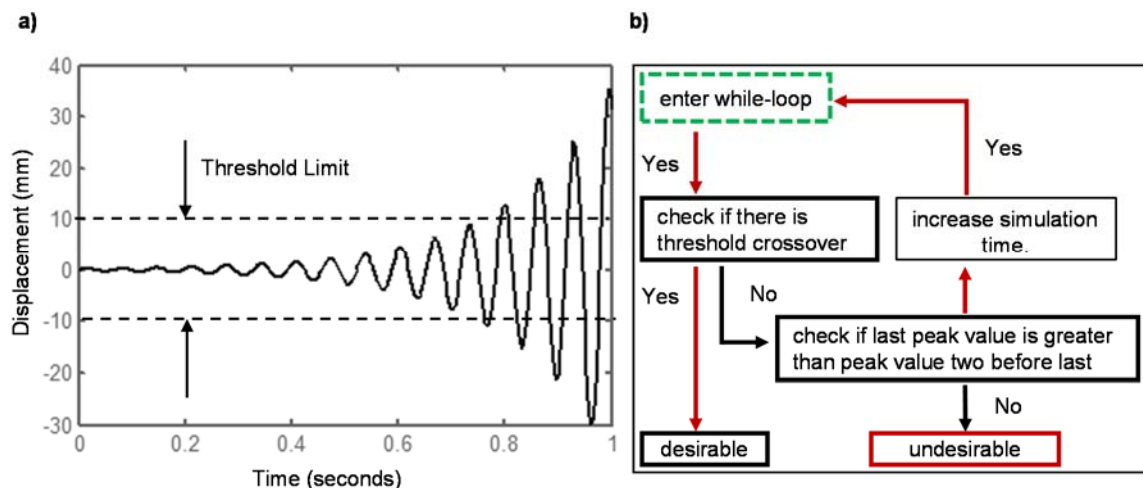 a)
40
30
20
10
0
-10
-20
-30
Displacement (mm)
Threshold Limit
0
0.2
0.4
0.6
0.8
1
Time (seconds)
b)
enter while-loop
Yes
Yes
check if there is
threshold crossover
increase simulation
time.
Yes
No
check if last peak value is greater
than peak value two before last
No
desirable
undesirable